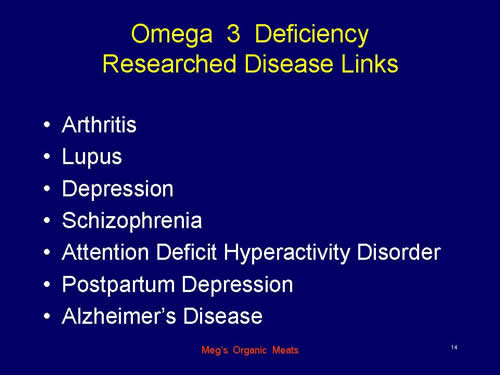 Omega 3 Deficiency
Researched Disease Links
• Arthritis
• Lupus
• Depression
• Schizophrenia
• Attention Deficit Hyperactivity Disorder
• Postpartum Depression
• Alzheimer's Disease
Meg's Organic Meats
14